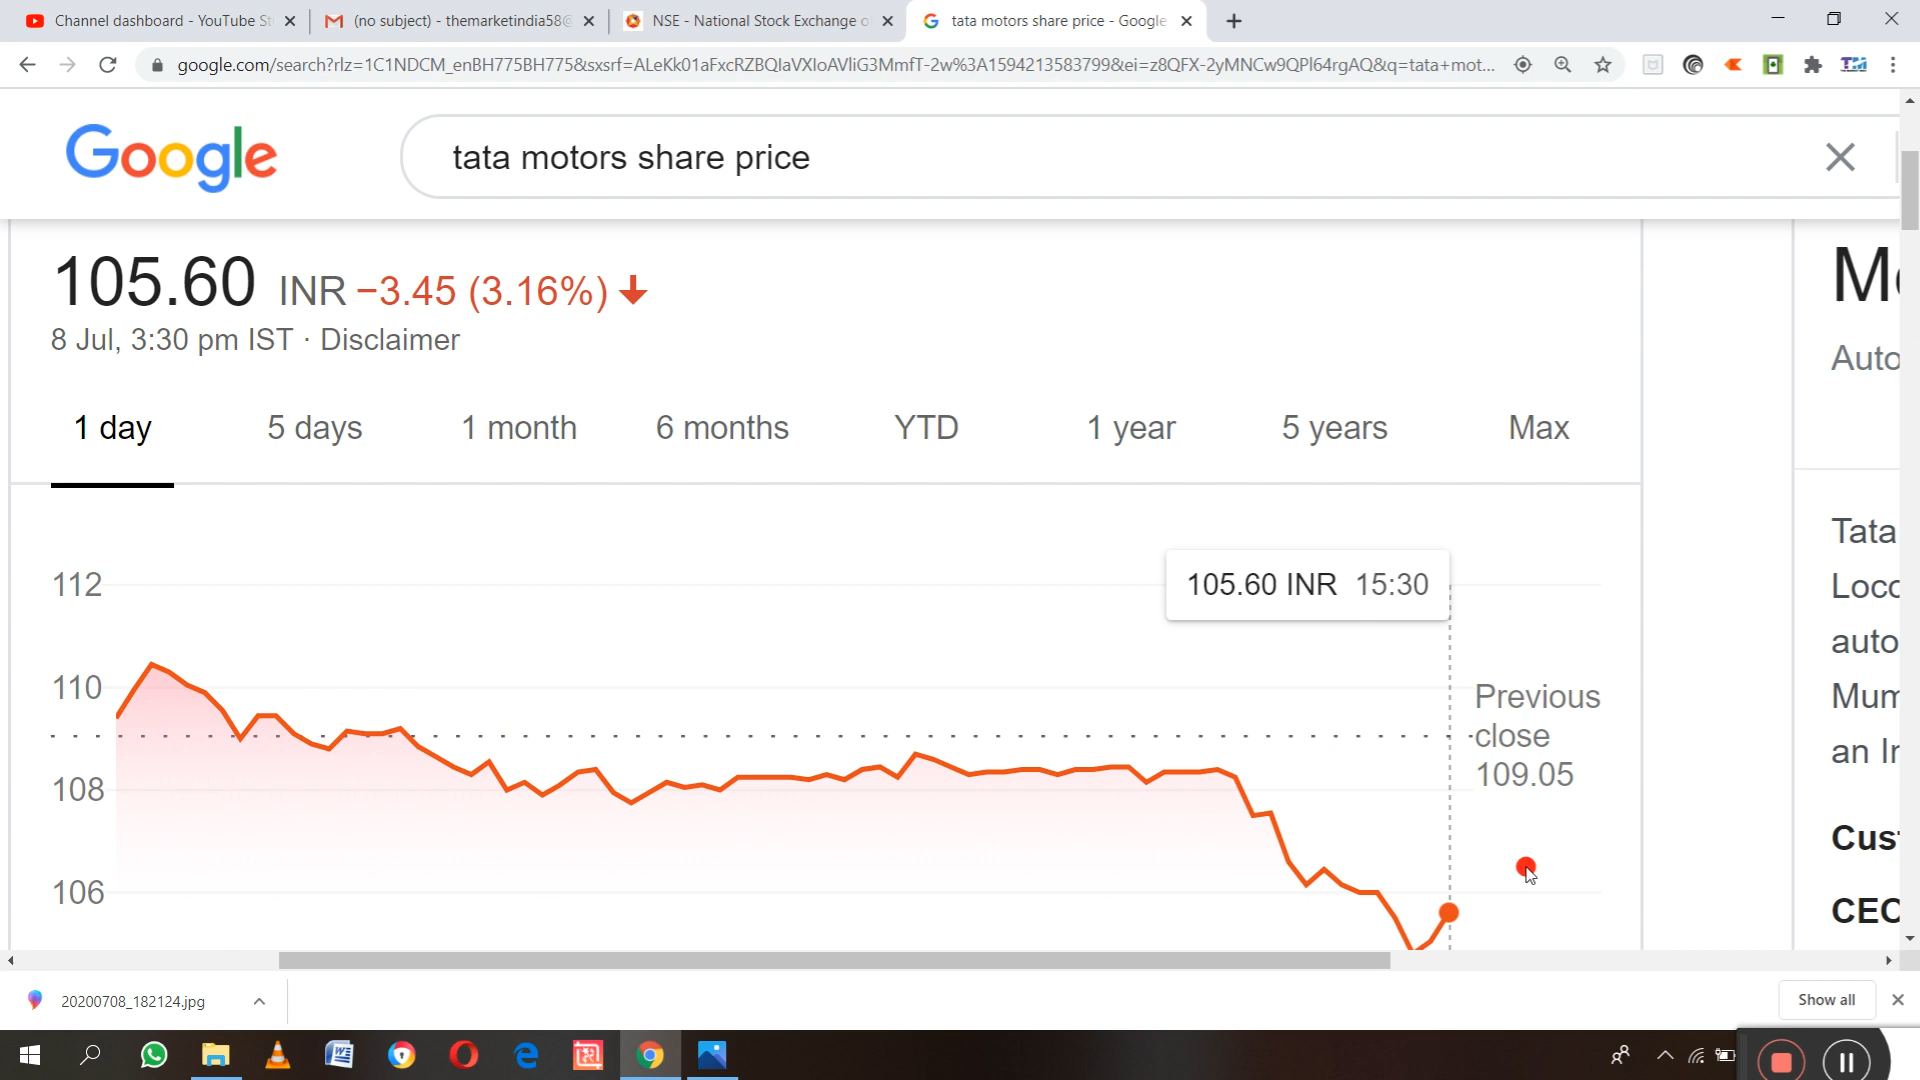 Channel dashboard - YouTube St
(no subject) - themarketindia58@
NSE - National Stock Exchange o
tata motors share price - Google
google.com/search?rlz=1C1NDCM_enBH775BH775&sxsrf=ALeKk01aFxcRZBQIaVXIoAVliG3MmfT-2w%3A1594213583799&ei=z8QFX-2yMNCw9QPl64rgAQ&q=tata+mot...
Google
tata motors share price
105.60 INR −3.45 (3.16%)
8 Jul, 3:30 pm IST · Disclaimer
1 day
5 days
1 month
6 months
YTD
1 year
5 years
Max
112
110
108
106
105.60 INR 15:30
Previous
close
109.05
Auto
Tata
Loco
auto
Mum
an In
Cus
CEO
20200708_182124.jpg
Show all